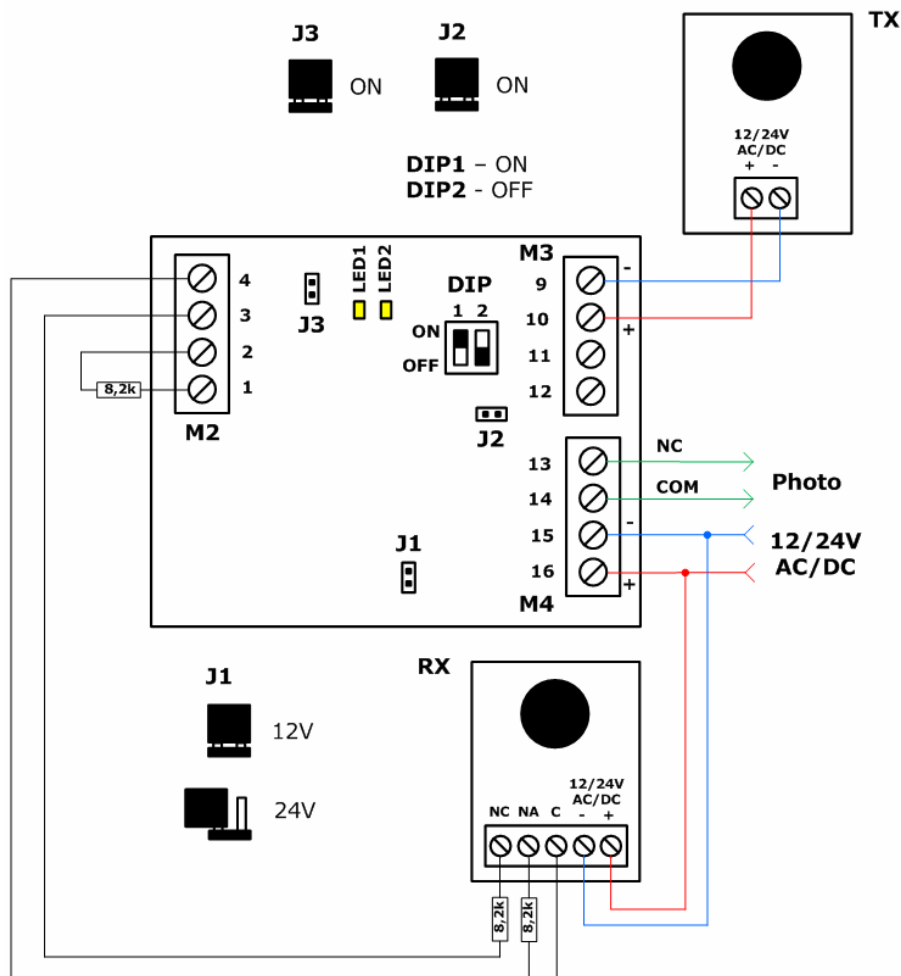 TX
J3
J2
ON
ON
12/24V
AC/DC
+ -
DIP1 – ON
DIP2 - OFF
M3
LED1
LED2
4
3
2
1
8,2k
M2
J3
DIP
1 2
ON
OFF
J2
J1
9
-
10
+
11
12
13
NC
14
COM
Photo
15
-
16
+
12/24V
AC/DC
M4
RX
J1
12V
24V
12/24V
AC/DC
NC NA C - +
8,2k
8,2k